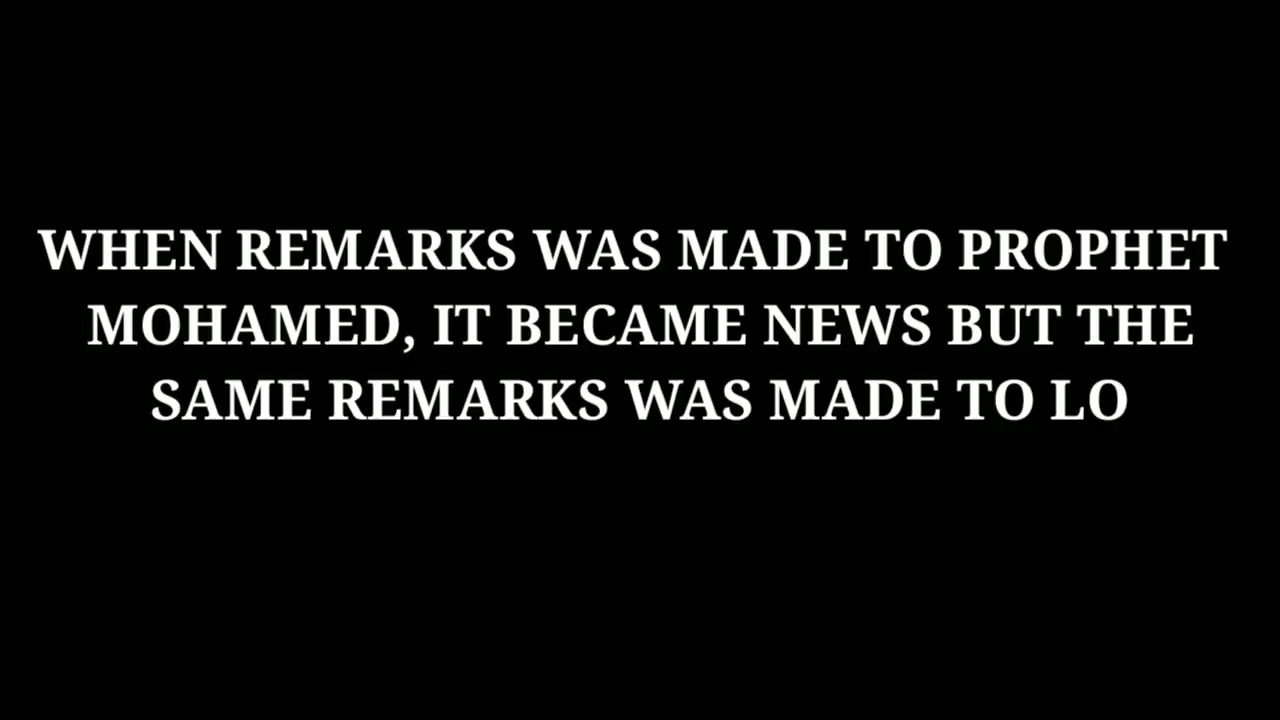 WHEN REMARKS WAS MADE TO PROPHET
MOHAMED, IT BECAME NEWS BUT THE
SAME REMARKS WAS MADE TO LO